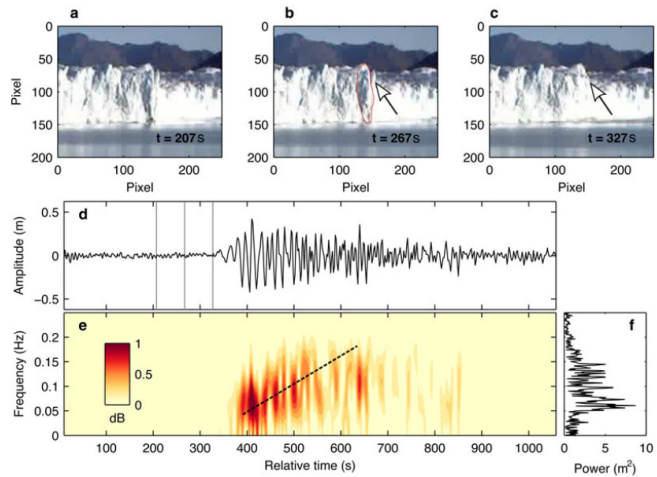 a
b
c
0
50
100
150
200
Pixel
t = 207S
0
100
200
Pixel
0
50
100
150
200
t = 267S
0
100
200
Pixel
0
50
100
150
200
t = 327S
0
100
200
Pixel
d
0.5
0
−0.5
Amplitude (m)
e
0.2
0.15
0.1
0.05
0
Frequency (Hz)
1
0.5
0
dB
100
200
300
400
500
600
700
800
900
1000
Relative time (s)
f
0
5
10
Power (m²)